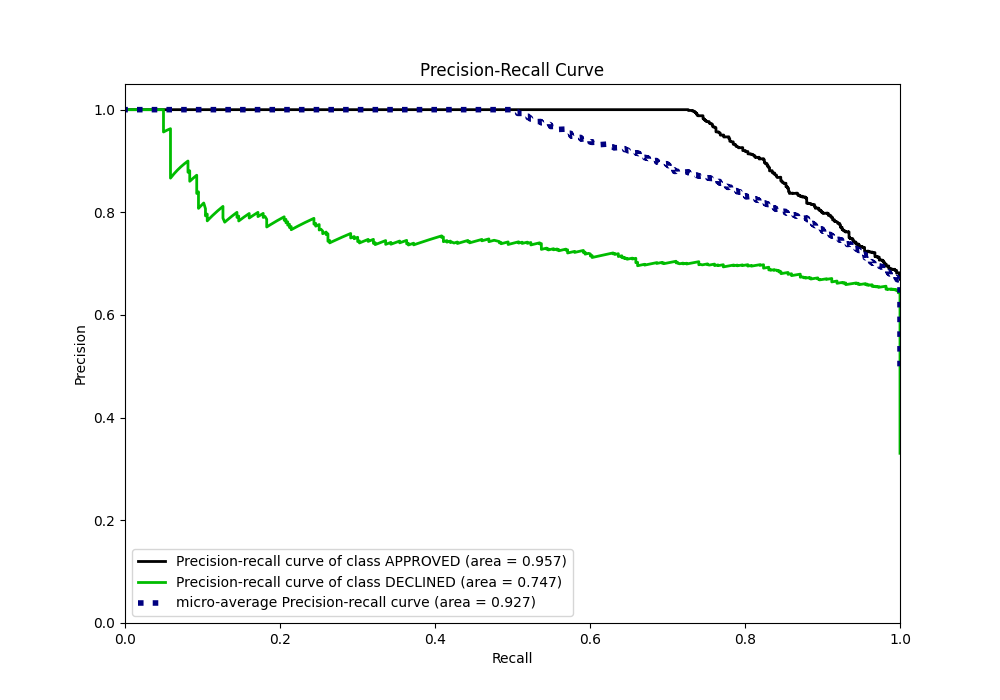 Precision-Recall Curve
1.0
0.8
0.6
0.4
0.2
0.0
Precision
0.0 0.2 0.4 0.6 0.8 1.0
Recall
Precision-recall curve of class APPROVED (area = 0.957)
Precision-recall curve of class DECLINED (area = 0.747)
micro-average Precision-recall curve (area = 0.927)